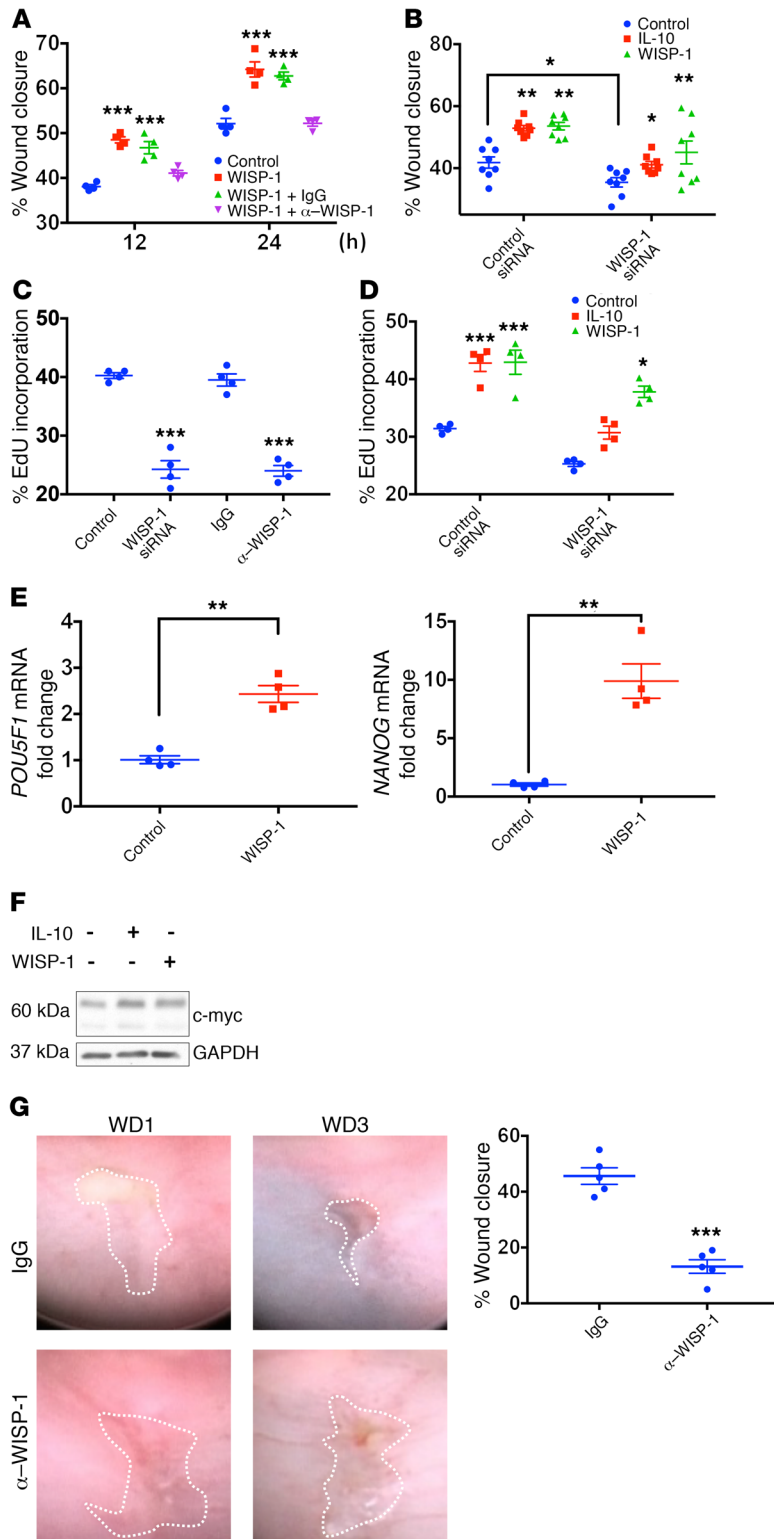 A
% Wound closure
70
60
50
40
30
***
***
***
***
Control
WISP-1
WISP-1 + IgG
WISP-1 + α–WISP-1
12
24
(h)
B
% Wound closure
80
60
40
Control
IL-10
WISP-1
*
**
**
*
**
Control
siRNA
WISP-1
siRNA
C
% EdU incorporation
50
40
30
20
***
***
Control
WISP-1
siRNA
IgG
α–WISP-1
D
% EdU incorporation
50
40
30
20
Control
IL-10
WISP-1
***
***
*
Control
siRNA
WISP-1
siRNA
E
POU5F1 mRNA
fold change
4
3
2
1
0
**
Control
WISP-1
NANOG mRNA
fold change
15
10
5
0
**
Control
WISP-1
F
IL-10 - + -
WISP-1 - - +
60 kDa
c-myc
37 kDa
GAPDH
G
WD1
WD3
IgG
α–WISP-1
% Wound closure
60
40
20
0
***
IgG
α–WISP-1